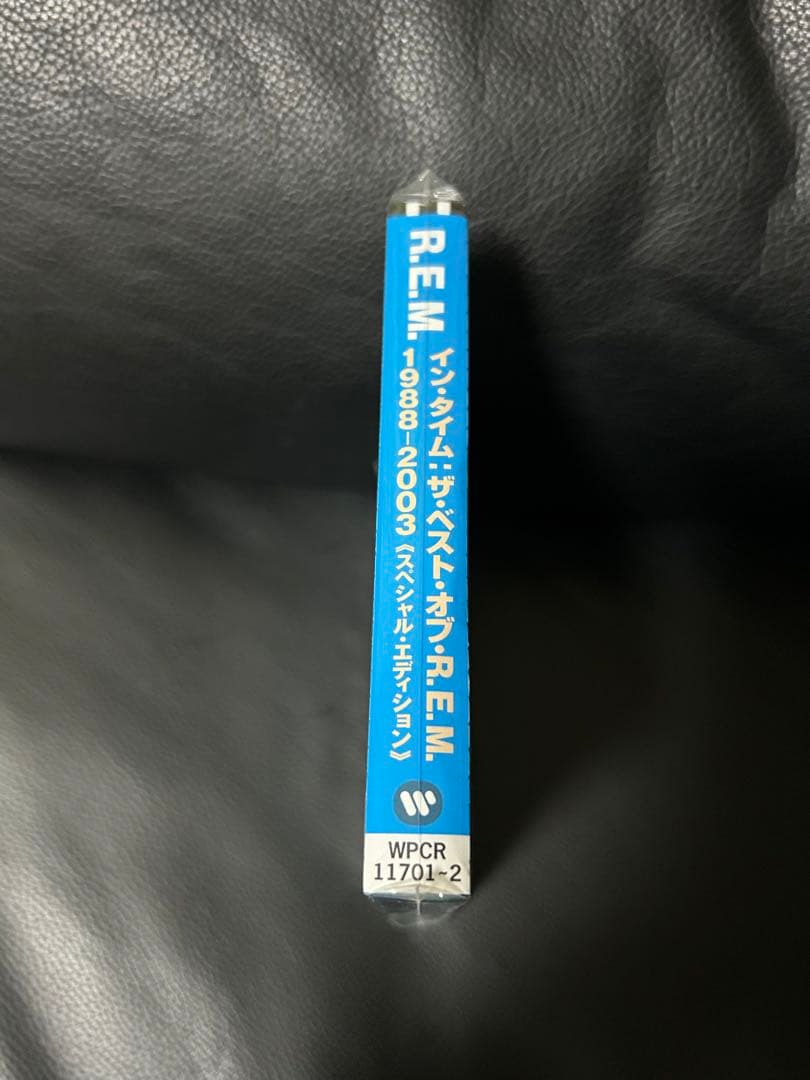 R.E.M.
イン・タイム:ザ・ベスト・オブ・R.E.M.
1988-2003《スペシャル・エディション》
WPCR
11701~2